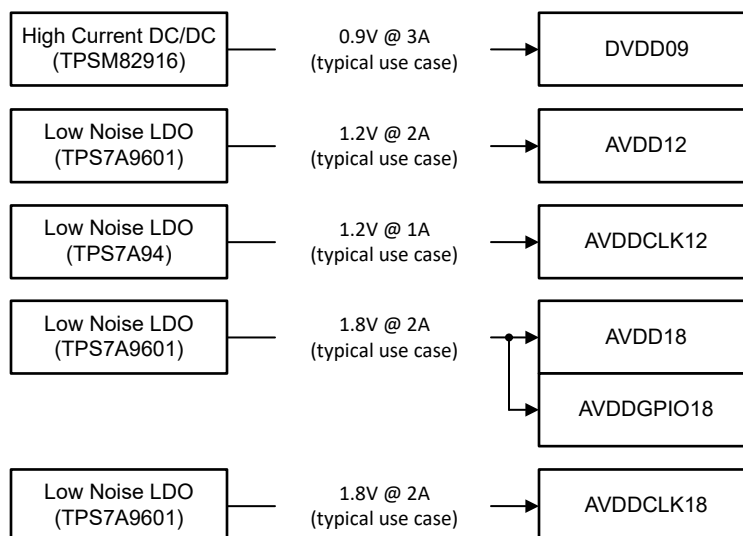 High Current DC/DC
(TPSM82916)
0.9V @ 3A
(typical use case)
DVDD09
Low Noise LDO
(TPS7A9601)
1.2V @ 2A
(typical use case)
AVDD12
Low Noise LDO
(TPS7A94)
1.2V @ 1A
(typical use case)
AVDDCLK12
Low Noise LDO
(TPS7A9601)
1.8V @ 2A
(typical use case)
AVDD18
AVDDGPIO18
Low Noise LDO
(TPS7A9601)
1.8V @ 2A
(typical use case)
AVDDCLK18